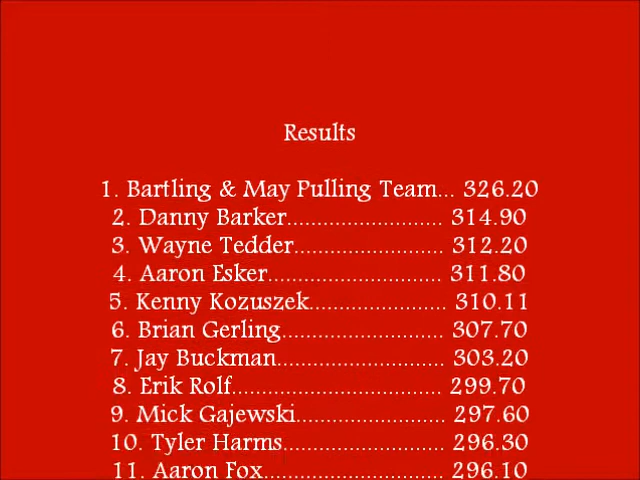 Results
1. Bartling & May Pulling Team... 326.20
2. Danny Barker.......................... 314.90
3. Wayne Tedder......................... 312.20
4. Aaron Esker............................. 311.80
5. Kenny Kozuszek....................... 310.11
6. Brian Gerling........................... 307.70
7. Jay Buckman............................ 303.20
8. Erik Rolf................................... 299.70
9. Mick Gajewski......................... 297.60
10. Tyler Harms........................... 296.30
11. Aaron Fox.............................. 296.10